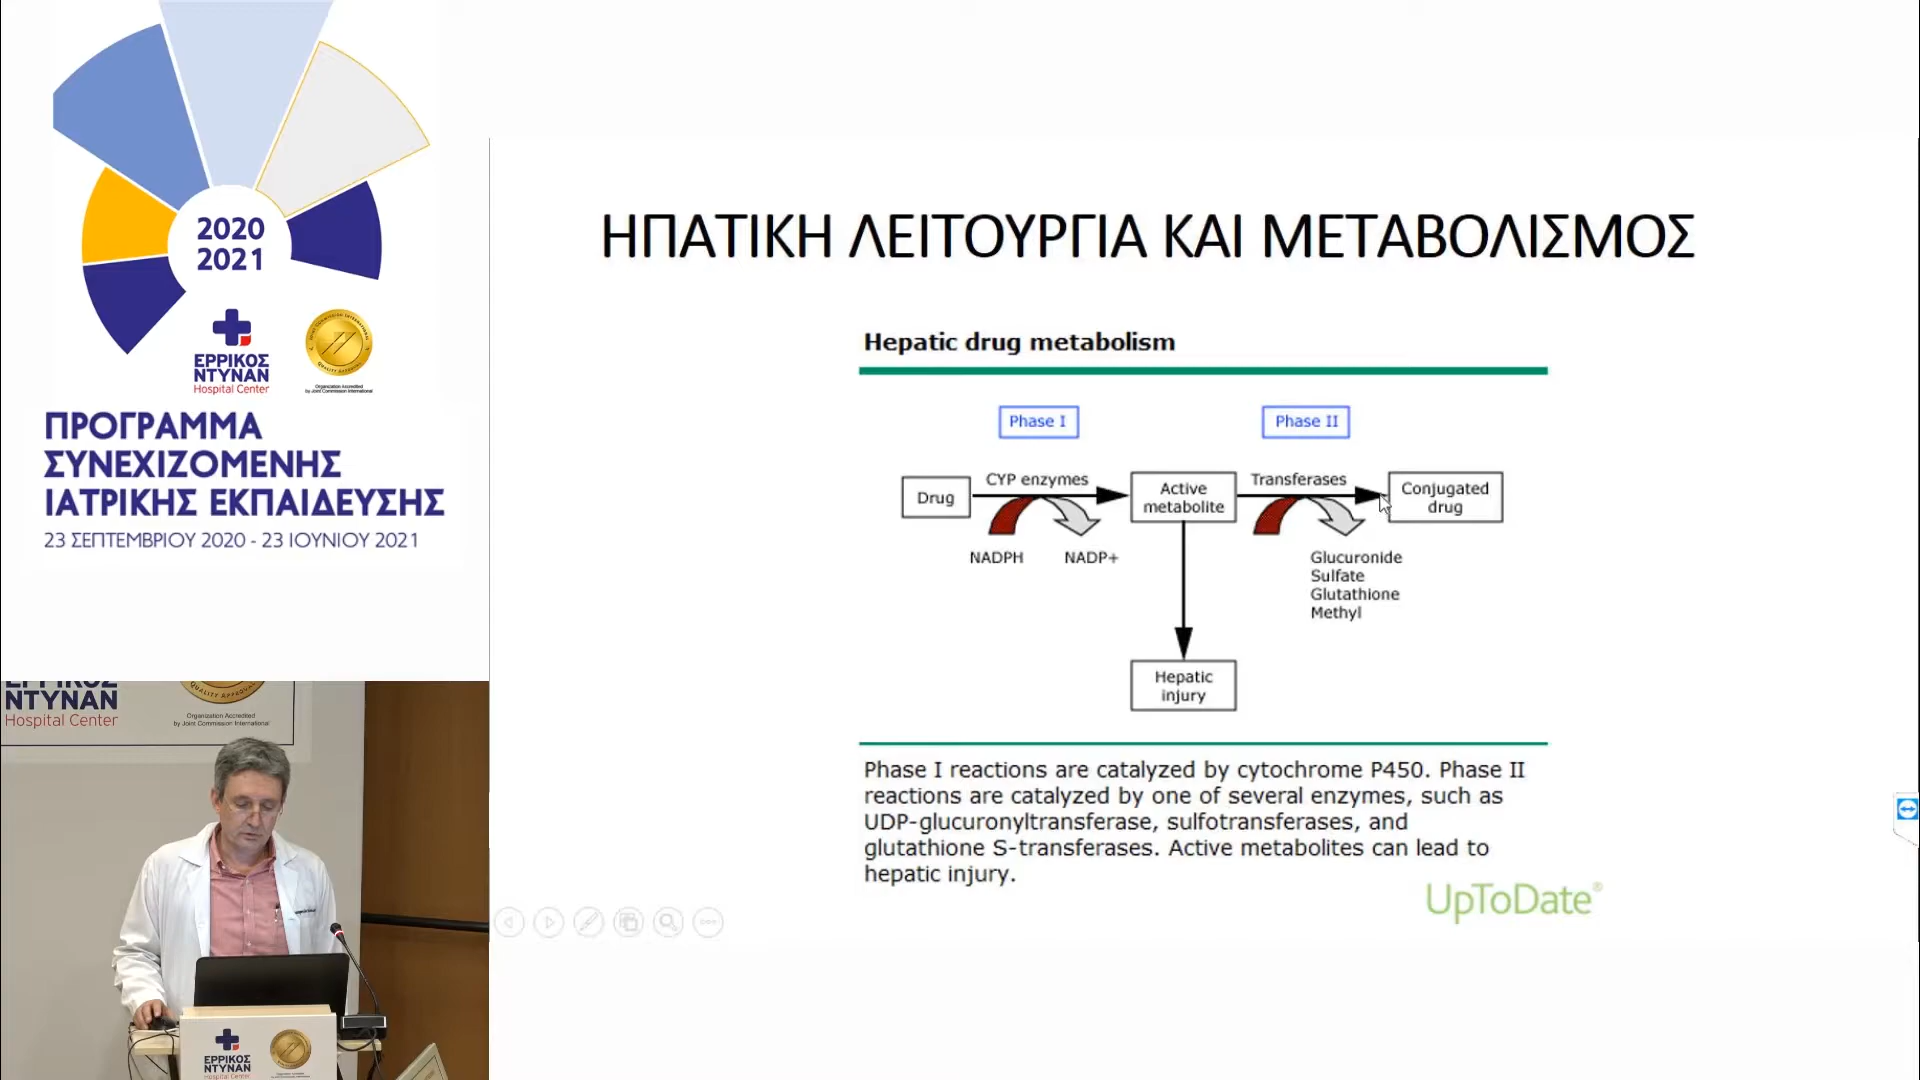 2020
2021
ΕΡΡΙΚΟΣ
ΝΤΥΝΑΝ
Hospital Center
Organization Accredited
by Joint Commission International
ΠΡΟΓΡΑΜΜΑ
ΣΥΝΕΧΙΖΟΜΕΝΗΣ
ΙΑΤΡΙΚΗΣ ΕΚΠΑΙΔΕΥΣΗΣ
23 ΣΕΠΤΕΜΒΡΙΟΥ 2020 - 23 ΙΟΥΝΙΟΥ 2021
ΗΠΑΤΙΚΗ ΛΕΙΤΟΥΡΓΙΑ ΚΑΙ ΜΕΤΑΒΟΛΙΣΜΟΣ
Hepatic drug metabolism
Phase I
Phase II
Drug
CYP enzymes
Active
metabolite
Transferases
Conjugated
drug
NADPH
NADP+
Glucuronide
Sulfate
Glutathione
Methyl
Hepatic
injury
Phase I reactions are catalyzed by cytochrome P450. Phase II
reactions are catalyzed by one of several enzymes, such as
UDP-glucuronyltransferase, sulfotransferases, and
glutathione S-transferases. Active metabolites can lead to
hepatic injury.
UpToDate®
ΕΡΡΙΚΟΣ
ΝΤΥΝΑΝ
Hospital Center
QUALITY APPROVAL
Organization Accredited
by Joint Commission International
ΕΡΡΙΚΟΣ
ΝΤΥΝΑΝ
Hospital Center